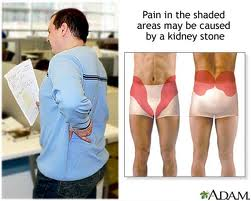 Pain in the shaded
areas may be caused
by a kidney stone
ADAM.